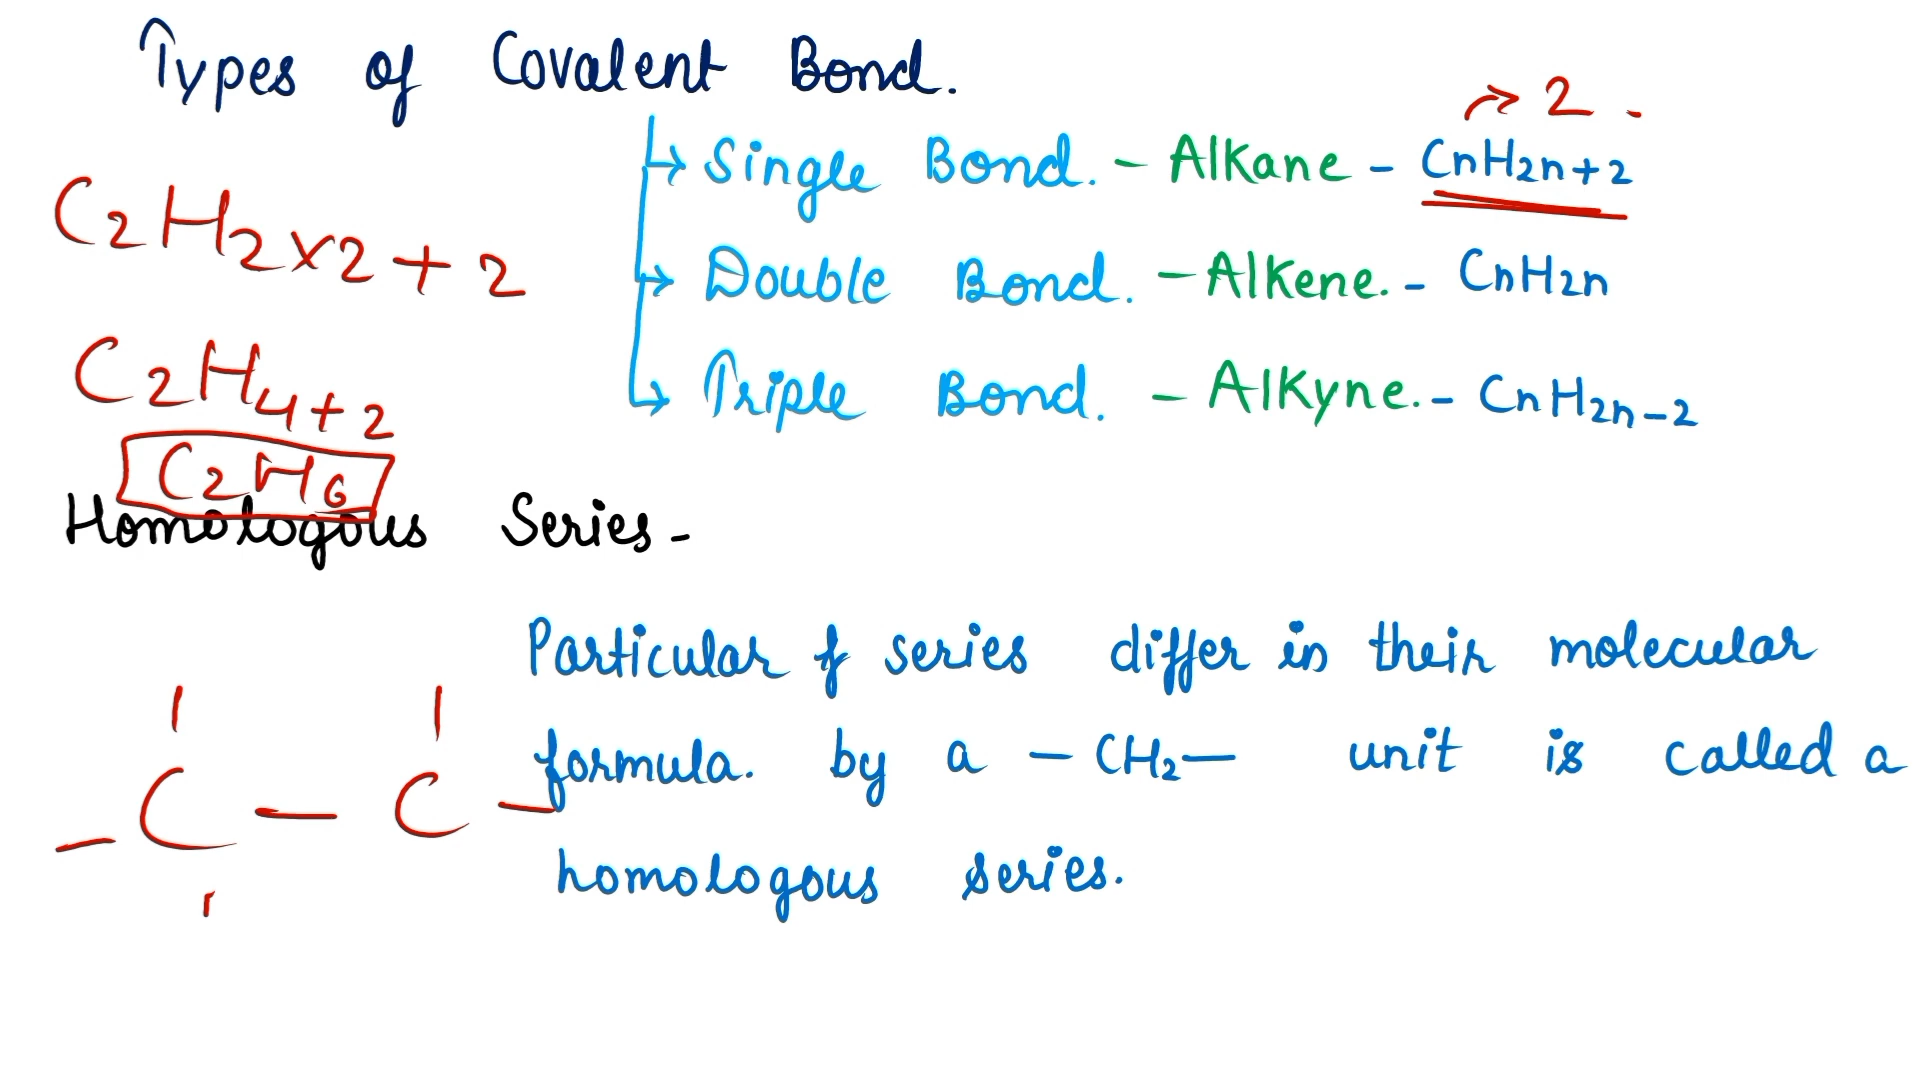 Types of Covalent Bond.
→ 2 .
↳ Single Bond. - Alkane - CnH2n+2
C2H2×2+2
→ Double Bond. - Alkene. - CnH2n
C2H4+2
↳ Triple Bond. - Alkyne. - CnH2n-2
C2H6
Homologous Series -
Particular of series differ in their molecular
formula. by a - CH2 - unit is called a
- C - C -
homologous series.